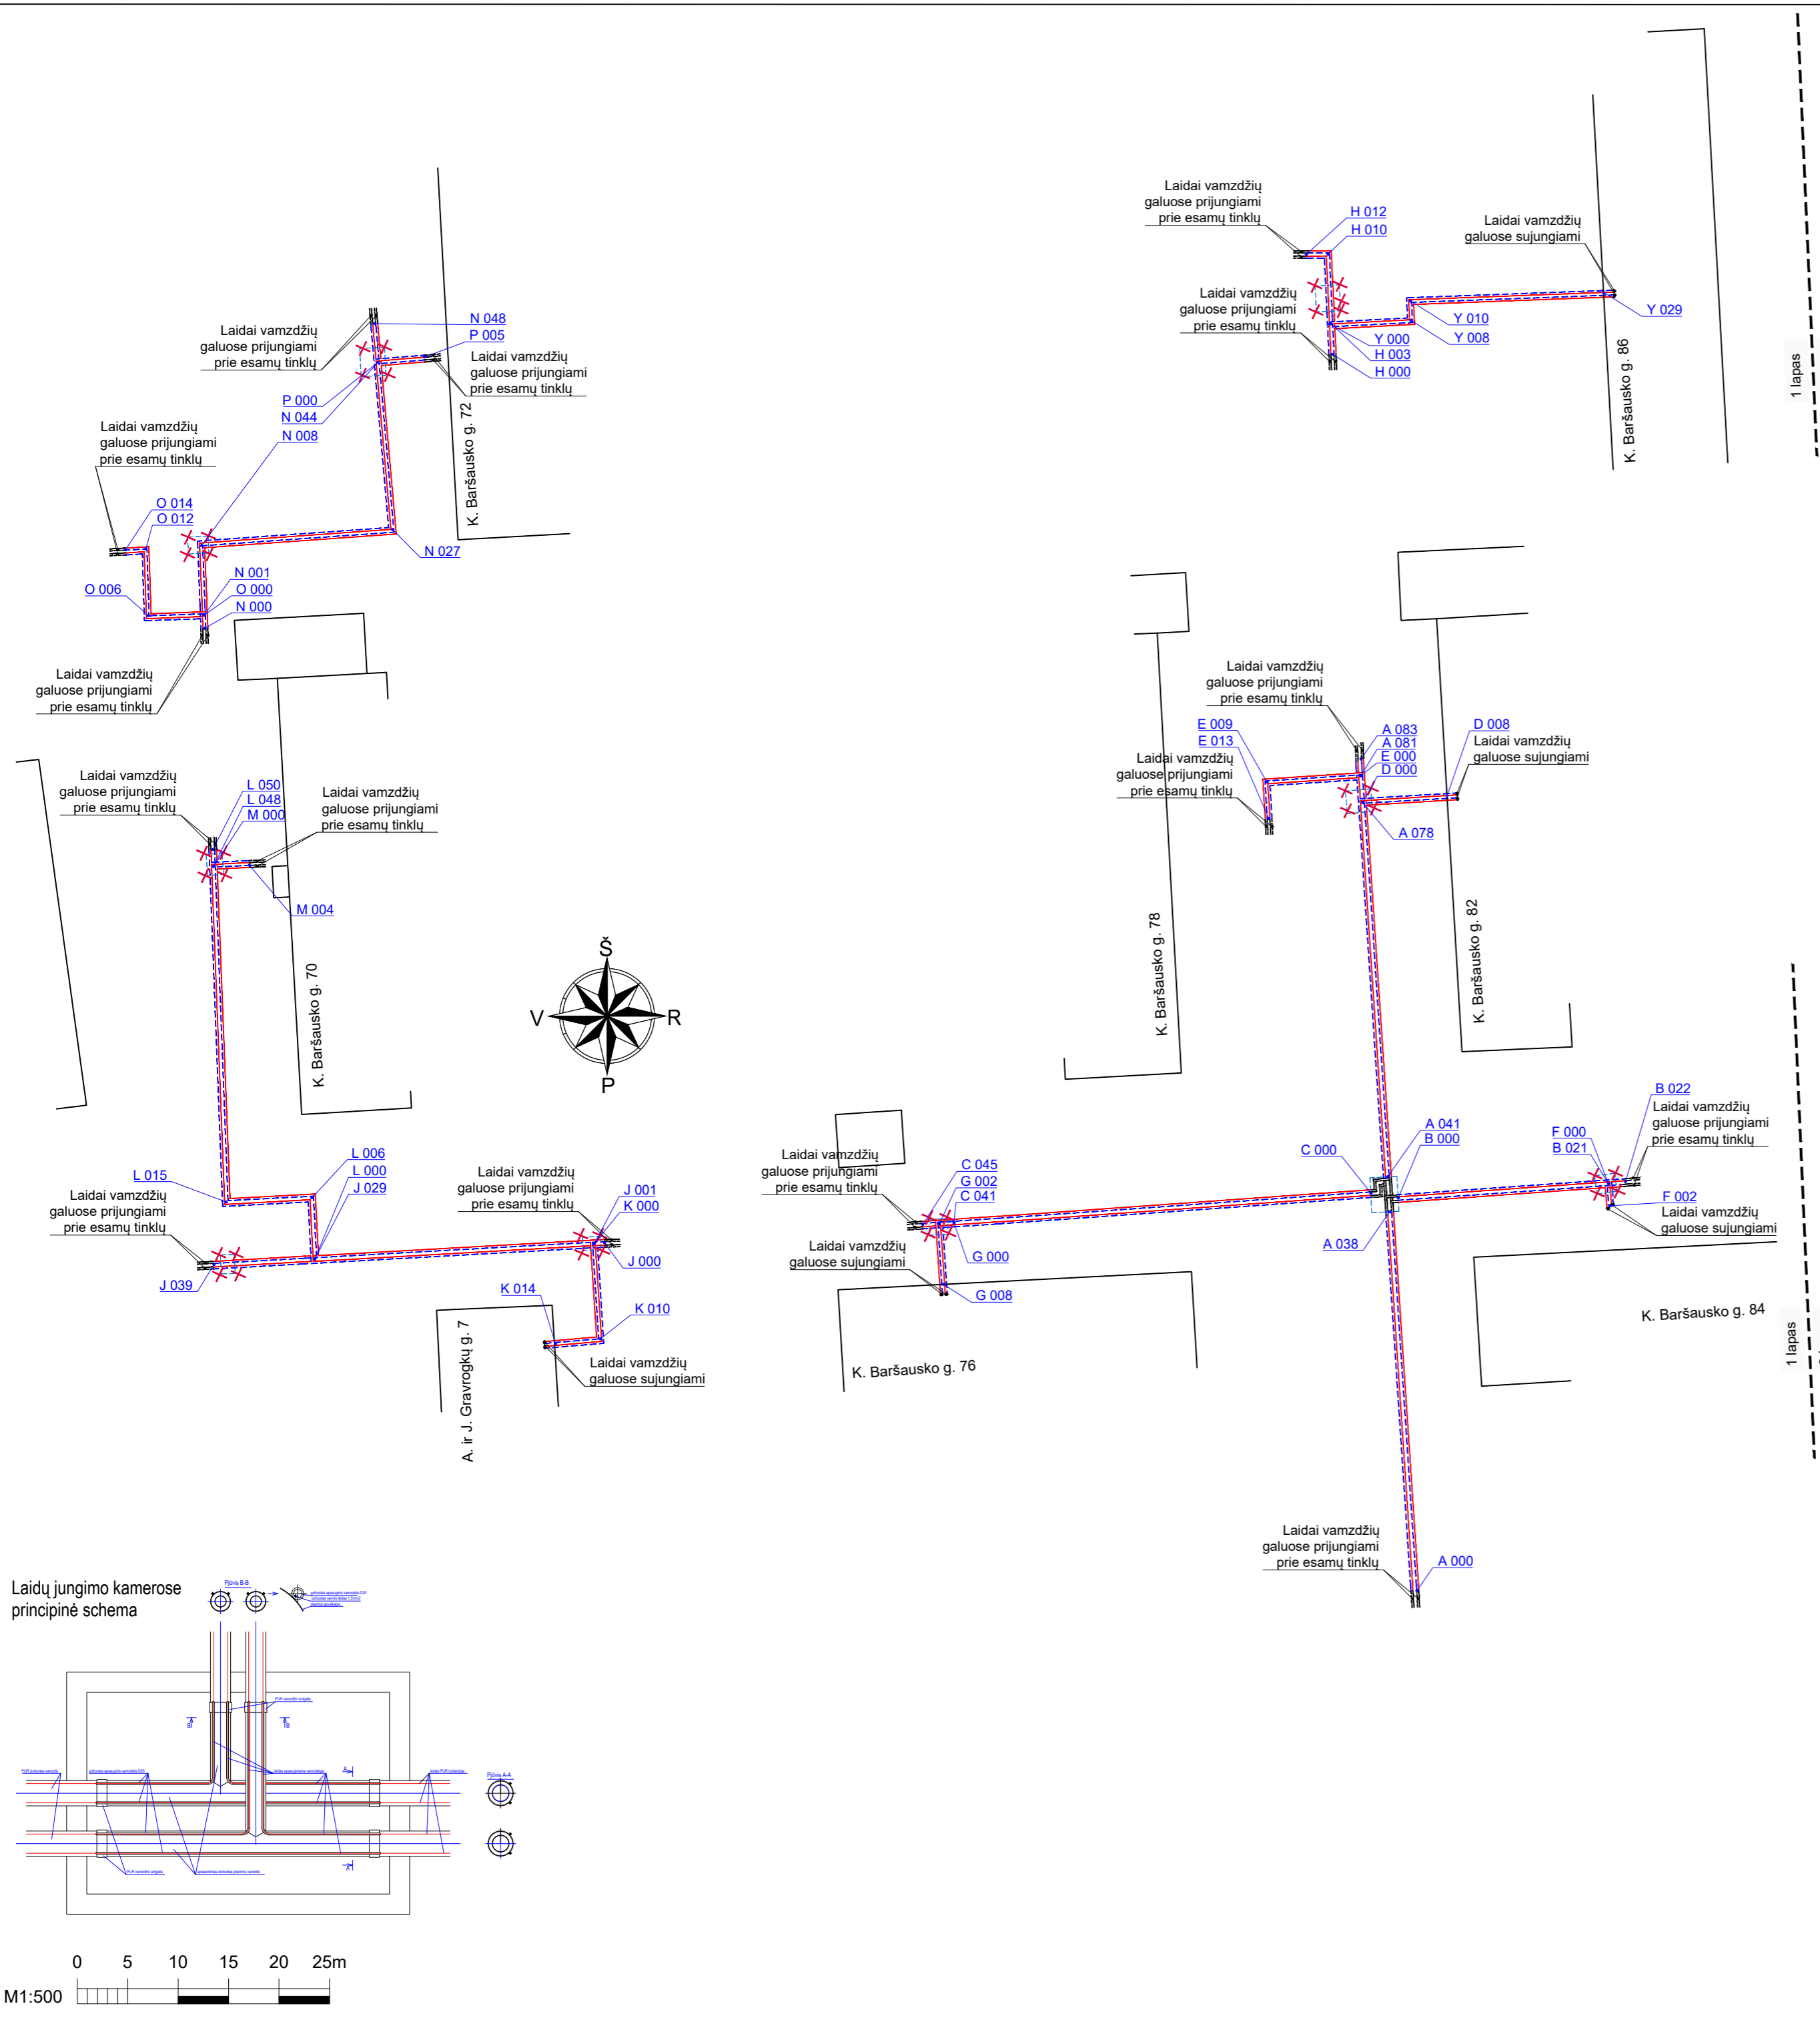 Laidai vamzdžių
galuose prijungiami
prie esamų tinklų
N 048
P 005
Laidai vamzdžių
galuose prijungiami
prie esamų tinklų
P 000
N 044
N 008
K. Baršausko g. 72
Laidai vamzdžių
galuose prijungiami
prie esamų tinklų
O 014
O 012
N 027
O 006
N 001
O 000
N 000
Laidai vamzdžių
galuose prijungiami
prie esamų tinklų
Laidai vamzdžių
galuose prijungiami
prie esamų tinklų
H 012
H 010
Laidai vamzdžių
galuose sujungiami
Laidai vamzdžių
galuose prijungiami
prie esamų tinklų
Y 029
Y 010
Y 008
Y 000
H 003
H 000
K. Baršausko g. 86
1 lapas
Laidai vamzdžių
galuose prijungiami
prie esamų tinklų
L 050
L 048
M 000
Laidai vamzdžių
galuose prijungiami
prie esamų tinklų
M 004
K. Baršausko g. 70
Š
V
R
P
Laidai vamzdžių
galuose prijungiami
prie esamų tinklų
E 009
E 013
Laidai vamzdžių
galuose prijungiami
prie esamų tinklų
A 083
A 081
E 000
D 000
D 008
Laidai vamzdžių
galuose sujungiami
A 078
K. Baršausko g. 78
K. Baršausko g. 82
L 015
L 006
L 000
J 029
Laidai vamzdžių
galuose prijungiami
prie esamų tinklų
J 039
Laidai vamzdžių
galuose prijungiami
prie esamų tinklų
J 001
K 000
J 000
K 014
K 010
Laidai vamzdžių
galuose sujungiami
A. ir J. Gravrogkų g. 7
Laidai vamzdžių
galuose prijungiami
prie esamų tinklų
C 045
G 002
C 041
G 000
Laidai vamzdžių
galuose sujungiami
G 008
K. Baršausko g. 76
C 000
A 041
B 000
A 038
F 000
B 021
B 022
Laidai vamzdžių
galuose prijungiami
prie esamų tinklų
F 002
Laidai vamzdžių
galuose sujungiami
K. Baršausko g. 84
1 lapas
Laidai vamzdžių
galuose prijungiami
prie esamų tinklų
A 000
Laidų jungimo kamerose
principinė schema
Pjūvis B-B
Pjūvis A-A
0 5 10 15 20 25m
M1:500